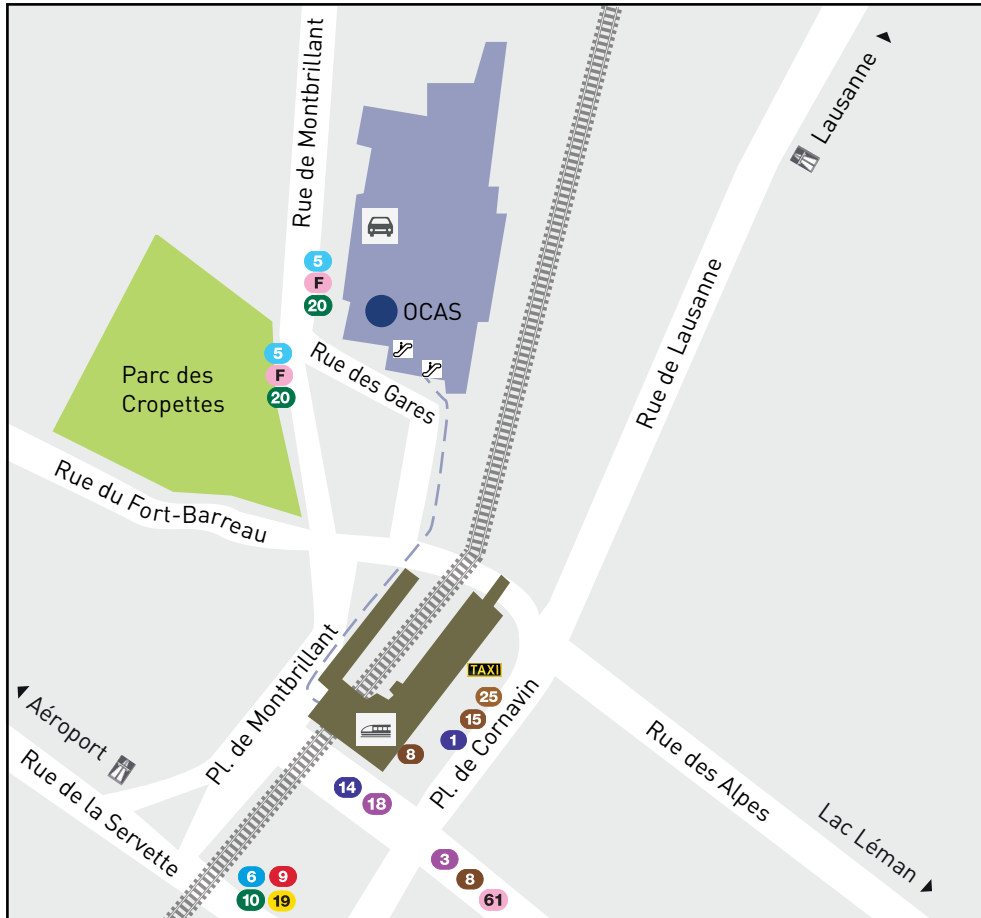 Rue de Montbrillant
Lausanne
Rue de Lausanne
5
F
20
OCAS
5
F
20
Rue des Gares
Parc des
Cropettes
Rue du Fort-Barreau
Pl. de Montbrillant
TAXI
25
15
1
8
Pl. de Cornavin
Aéroport
Rue de la Servette
14
18
Rue des Alpes
Lac Léman
3
8
61
6
9
10
19